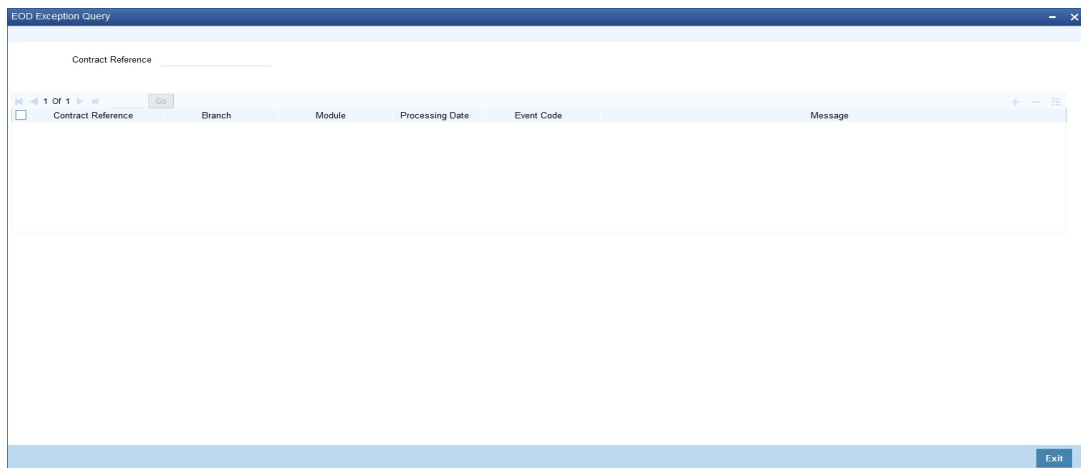 EOD Exception Query
Contract Reference
1 Of 1 Go
Contract Reference Branch Module Processing Date Event Code Message
Exit